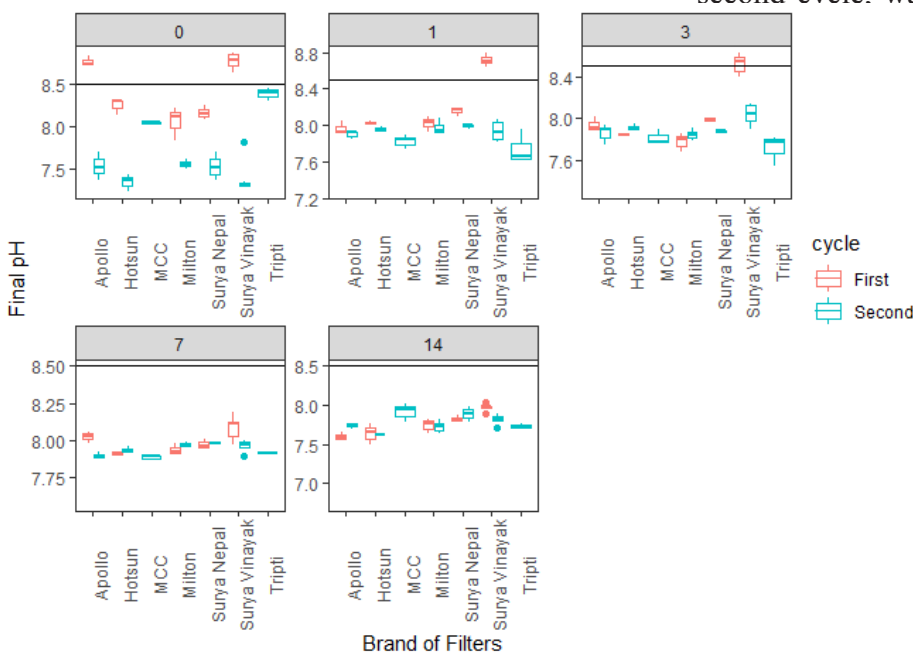 second cycle, wa
0
1
3
8.5
8.0
7.5
8.8
8.4
8.0
7.6
7.2
8.4
8.0
7.6
Apollo
Hotsun
MCC
Milton
Surya Nepal
Surya Vinayak
Tripti
Apollo
Hotsun
MCC
Milton
Surya Nepal
Surya Vinayak
Tripti
Apollo
Hotsun
MCC
Milton
Surya Nepal
Surya Vinayak
Tripti
Final pH
cycle
First
Second
7
14
8.50
8.25
8.00
7.75
8.5
8.0
7.5
7.0
Apollo
Hotsun
MCC
Milton
Surya Nepal
Surya Vinayak
Tripti
Apollo
Hotsun
MCC
Milton
Surya Nepal
Surya Vinayak
Tripti
Brand of Filters